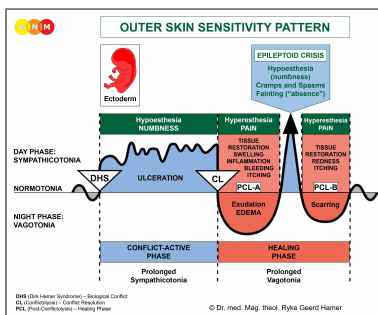 GNM
OUTER SKIN SENSITIVITY PATTERN
EPILEPTOID CRISIS
Hypoesthesia
(numbness)
Cramps and Spasms
Fainting ("absence")
Ectoderm
Hypoesthesia
NUMBNESS
Hyperesthesia
PAIN
Hyperesthesia
PAIN
DAY PHASE:
SYMPATHICOTONIA
TISSUE
RESTORATION
SWELLING
INFLAMMATION
BLEEDING
ITCHING
TISSUE
RESTORATION
REDNESS
ITCHING
DHS
ULCERATION
CL
PCL-A
PCL-B
NORMOTONIA
NIGHT PHASE:
VAGOTONIA
Exudation
EDEMA
Scarring
CONFLICT-ACTIVE
PHASE
HEALING
PHASE
Prolonged
Sympathicotonia
Prolonged
Vagotonia
DHS (Dirk Hamer Syndrome) – Biological Conflict
CL (Conflictolysis) – Conflict Resolution
PCL (Post-Conflictolysis) – Healing Phase
© Dr. med. Mag. theol. Ryke Geerd Hamer